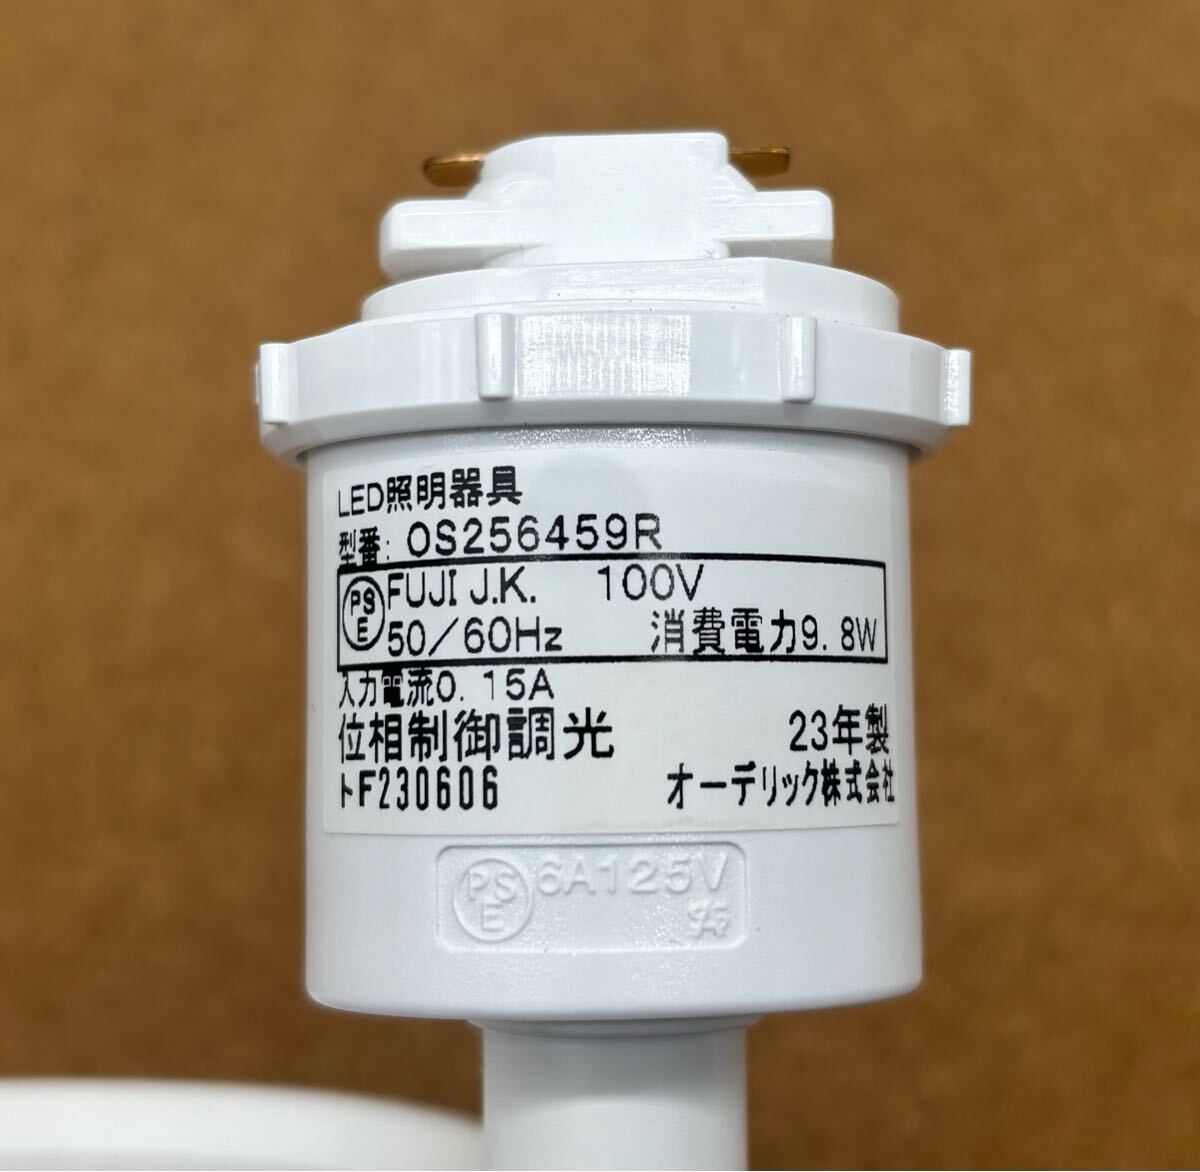 LED照明器具
型番: OS256459R
PSE FUJI J.K. 100V
50/60Hz 消費電力9.8W
入力電流0.15A
位相制御調光 23年製
トF230606 オーデリック株式会社
PSE 6A125V